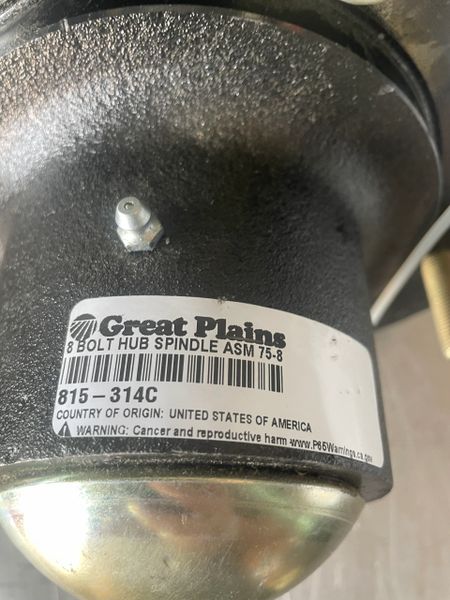 Great Plains
8 BOLT HUB SPINDLE ASM 75-8
815-314C
COUNTRY OF ORIGIN: UNITED STATES OF AMERICA
WARNING: Cancer and reproductive harm -www.P65Warnings.ca.gov